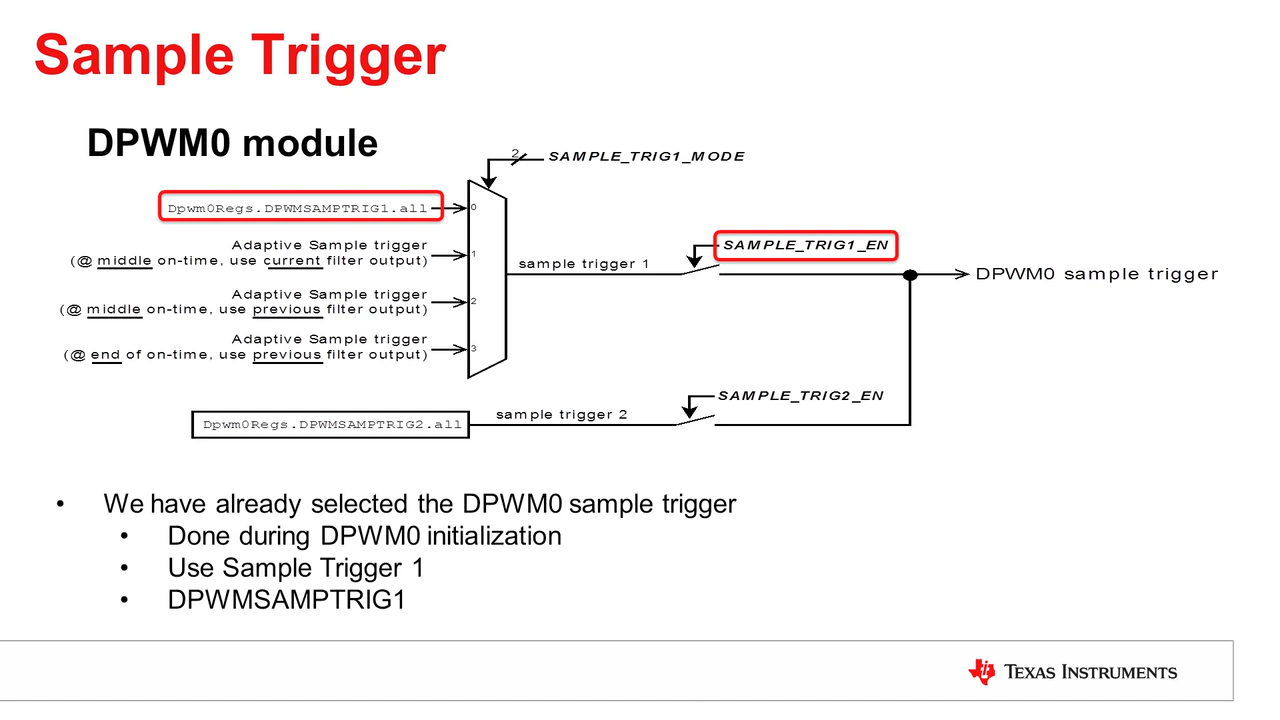 Sample Trigger
DPWM0 module
2
SAMPLE_TRIG1_MODE
Dpwm0Regs.DPWMSAMPTRIG1.all
0
Adaptive Sample trigger
(@ middle on-time, use current filter output)
1
SAMPLE_TRIG1_EN
sample trigger 1
DPWM0 sample trigger
Adaptive Sample trigger
(@ middle on-time, use previous filter output)
2
Adaptive Sample trigger
(@ end of on-time, use previous filter output)
3
SAMPLE_TRIG2_EN
sample trigger 2
Dpwm0Regs.DPWMSAMPTRIG2.all
• We have already selected the DPWM0 sample trigger
• Done during DPWM0 initialization
• Use Sample Trigger 1
• DPWMSAMPTRIG1
TEXAS INSTRUMENTS